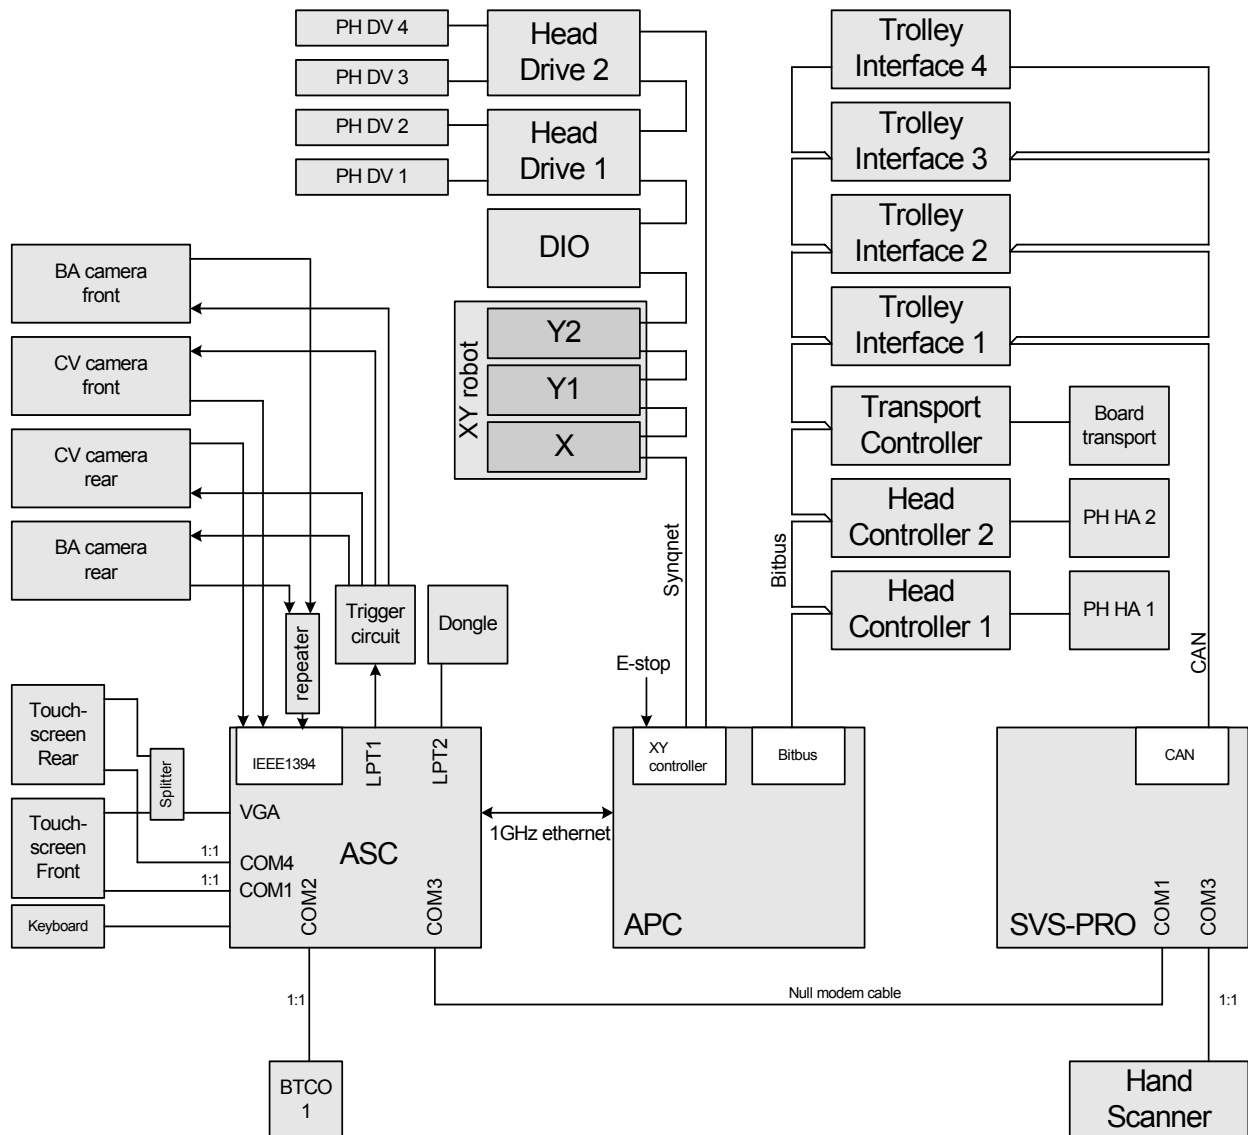 PH DV 4
PH DV 3
PH DV 2
PH DV 1
Head
Drive 2
Head
Drive 1
DIO
XY robot
Y2
Y1
X
Trolley
Interface 4
Trolley
Interface 3
Trolley
Interface 2
Trolley
Interface 1
Transport
Controller
Board
transport
Head
Controller 2
PH HA 2
Head
Controller 1
PH HA 1
BA camera
front
CV camera
front
CV camera
rear
BA camera
rear
repeater
Trigger
circuit
Dongle
Synqnet
Bitbus
CAN
E-stop
Touch-
screen
Rear
Splitter
Touch-
screen
Front
Keyboard
IEEE1394
LPT1
LPT2
VGA
1:1
COM4
1:1
COM1
COM2
COM3
ASC
1GHz ethernet
XY
controller
Bitbus
APC
CAN
SVS-PRO
COM1
COM3
1:1
Null modem cable
1:1
BTCO
1
Hand
Scanner